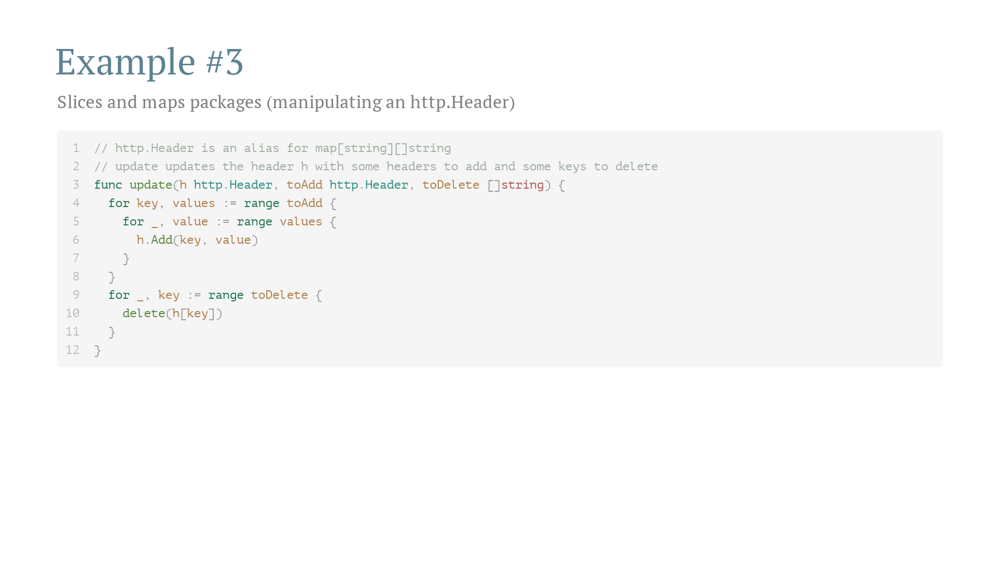 Example #3
Slices and maps packages (manipulating an http.Header)
1 // http.Header is an alias for map[string][]string
2 // update updates the header h with some headers to add and some keys to delete
3 func update(h http.Header, toAdd http.Header, toDelete []string) {
4   for key, values := range toAdd {
5     for _, value := range values {
6       h.Add(key, value)
7     }
8   }
9   for _, key := range toDelete {
10     delete(h[key])
11   }
12 }